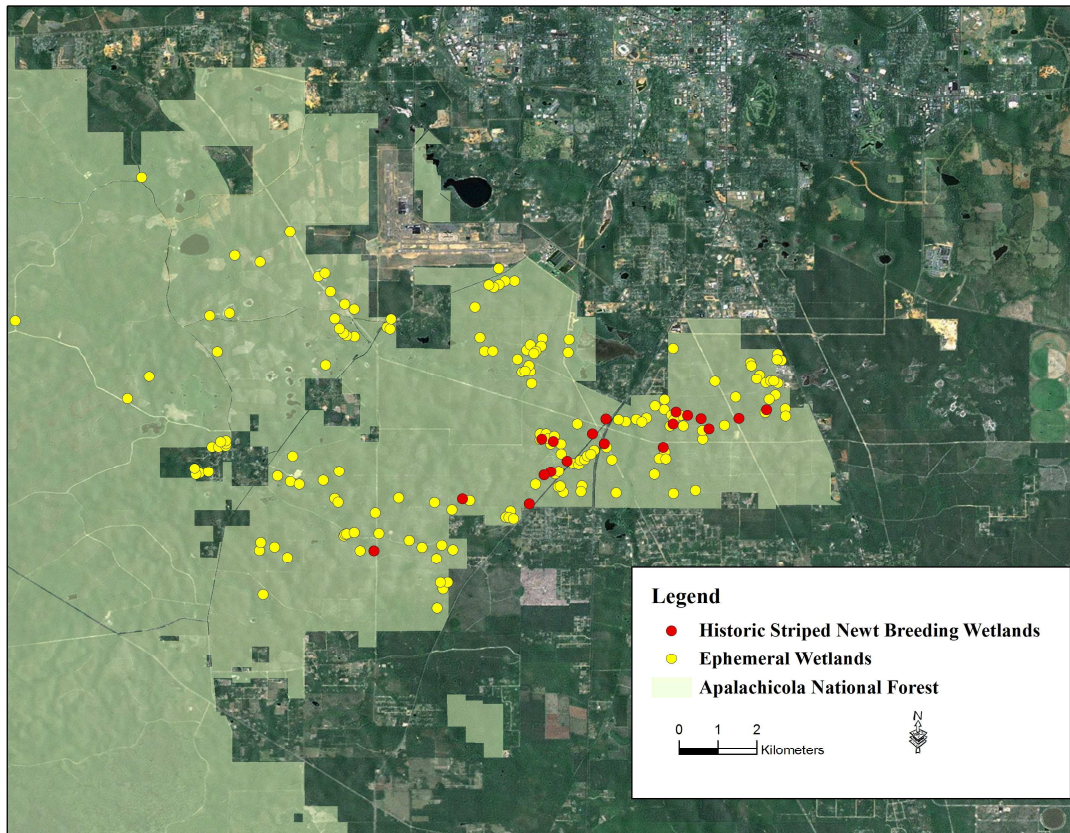 Legend
Historic Striped Newt Breeding Wetlands
Ephemeral Wetlands
Apalachicola National Forest
N
0 1 2
Kilometers